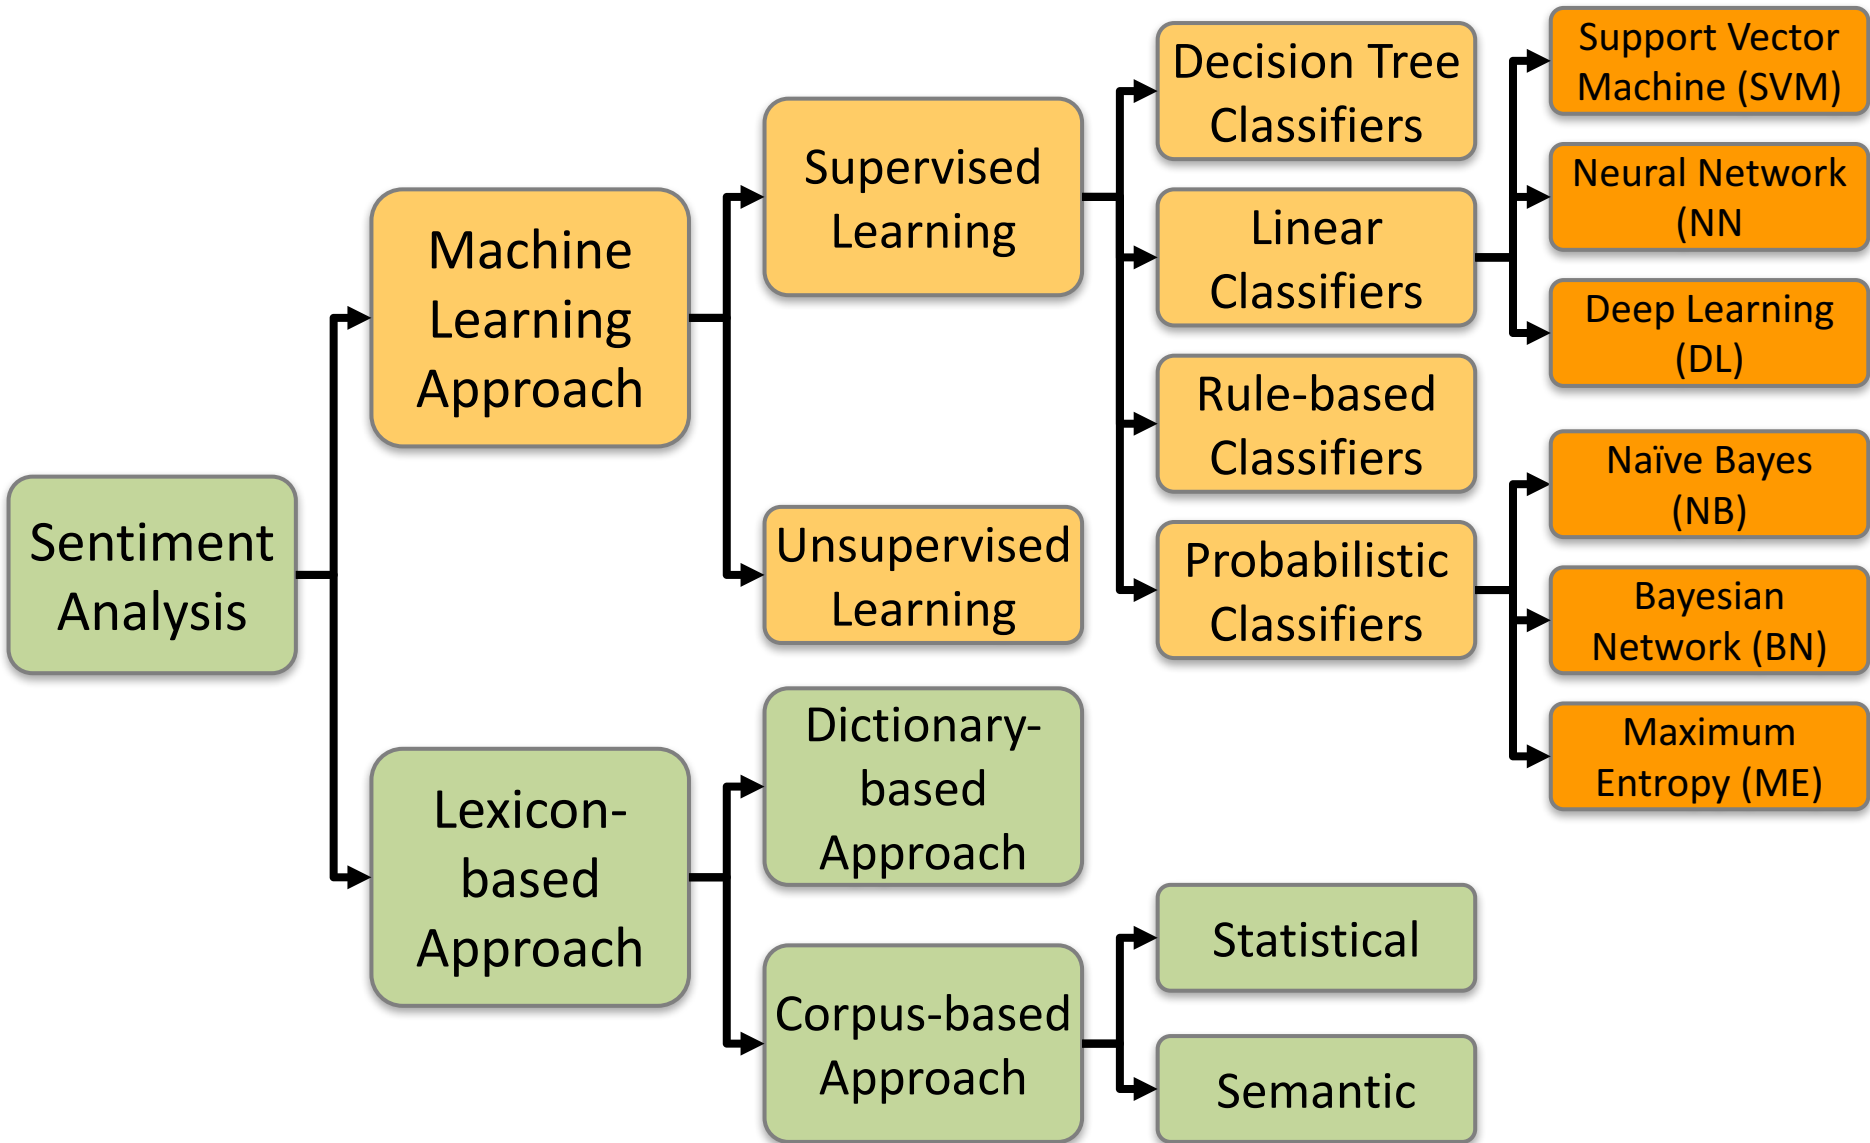 Sentiment
Analysis
Machine
Learning
Approach
Lexicon-
based
Approach
Supervised
Learning
Unsupervised
Learning
Dictionary-
based
Approach
Corpus-based
Approach
Decision Tree
Classifiers
Linear
Classifiers
Rule-based
Classifiers
Probabilistic
Classifiers
Statistical
Semantic
Support Vector
Machine (SVM)
Neural Network
(NN
Deep Learning
(DL)
Naïve Bayes
(NB)
Bayesian
Network (BN)
Maximum
Entropy (ME)